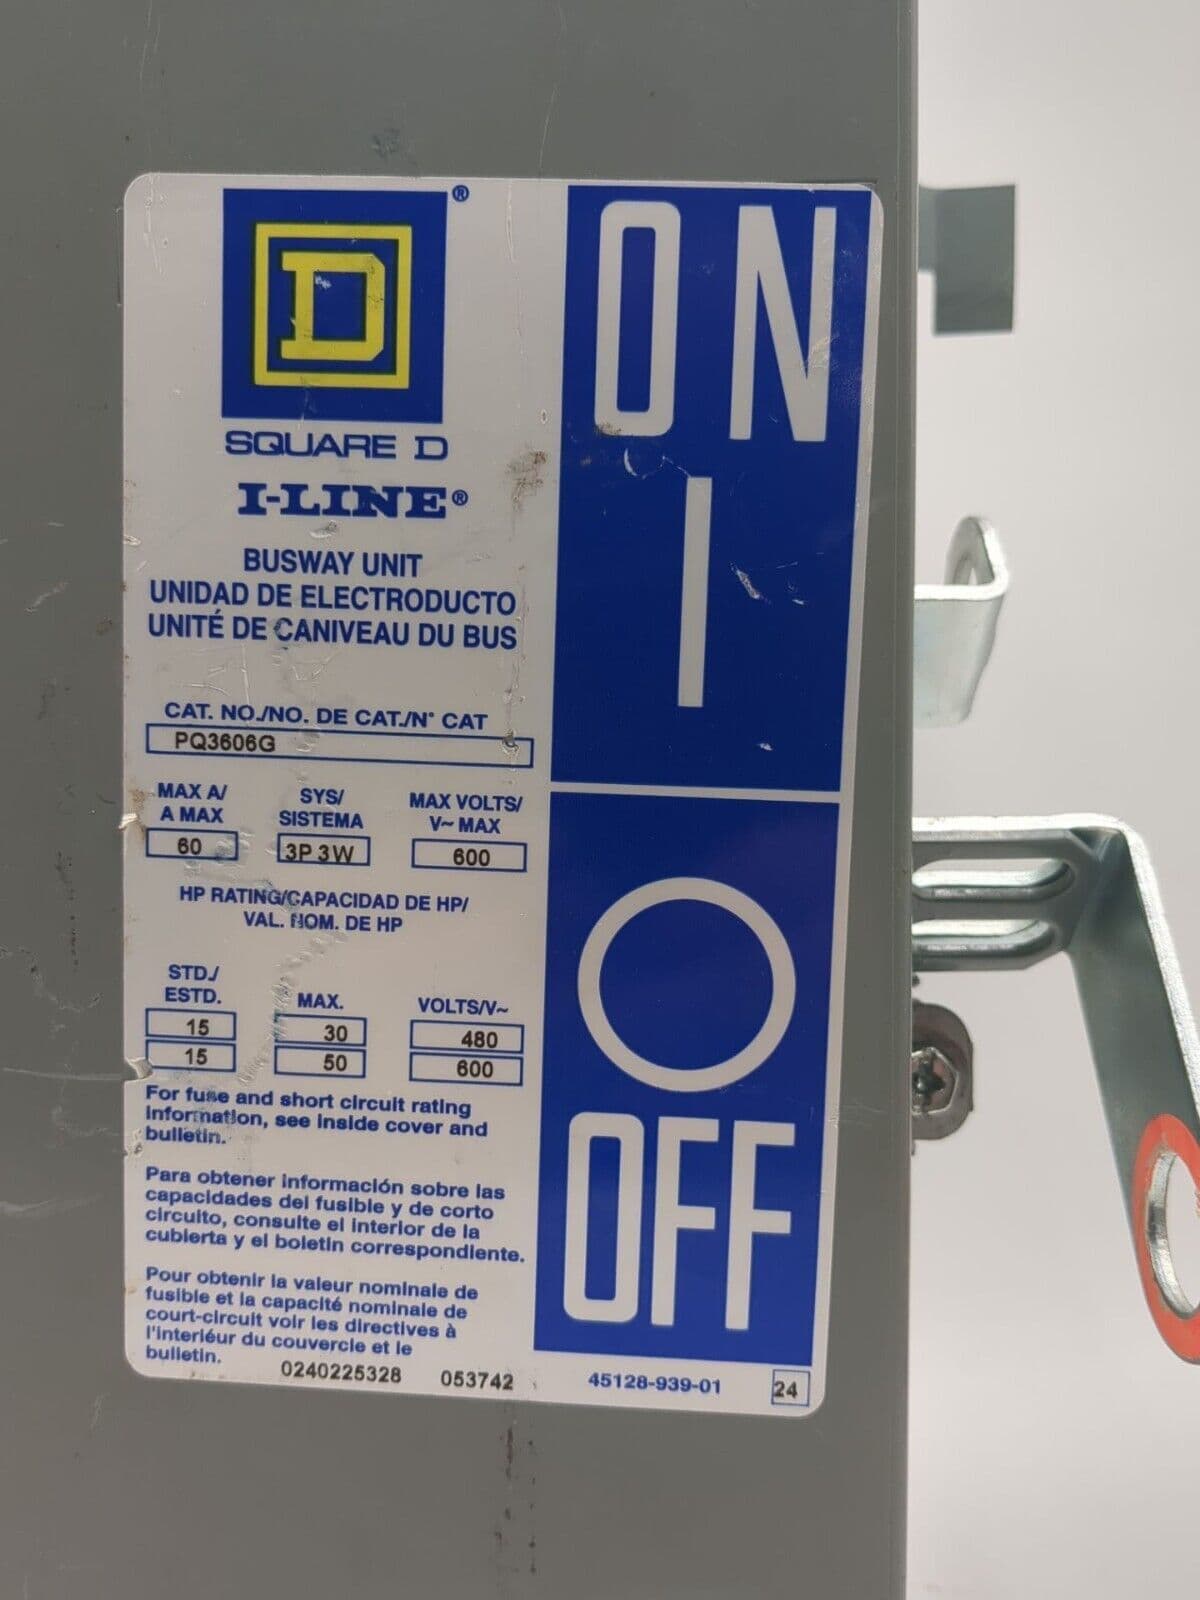 D
®
SQUARE D
I-LINE®
BUSWAY UNIT
UNIDAD DE ELECTRODUCTO
UNITÉ DE CANIVEAU DU BUS
CAT. NO./NO. DE CAT./N° CAT
PQ3606G
MAX A/
A MAX
60
SYS/
SISTEMA
3P 3W
MAX VOLTS/
V~ MAX
600
HP RATING/CAPACIDAD DE HP/
VAL. NOM. DE HP
STD./
ESTD.
MAX.
VOLTS/V~
15 30 480
15 50 600
For fuse and short circuit rating
information, see inside cover and
bulletin.
Para obtener información sobre las
capacidades del fusible y de corto
circuito, consulte el interior de la
cubierta y el boletin correspondiente.
Pour obtenir la valeur nominale de
fusible et la capacité nominale de
court-circuit voir les directives à
l'interiéur du couvercle et le
bulletin.
0240225328 053742 45128-939-01 24
ON
I
O
OFF